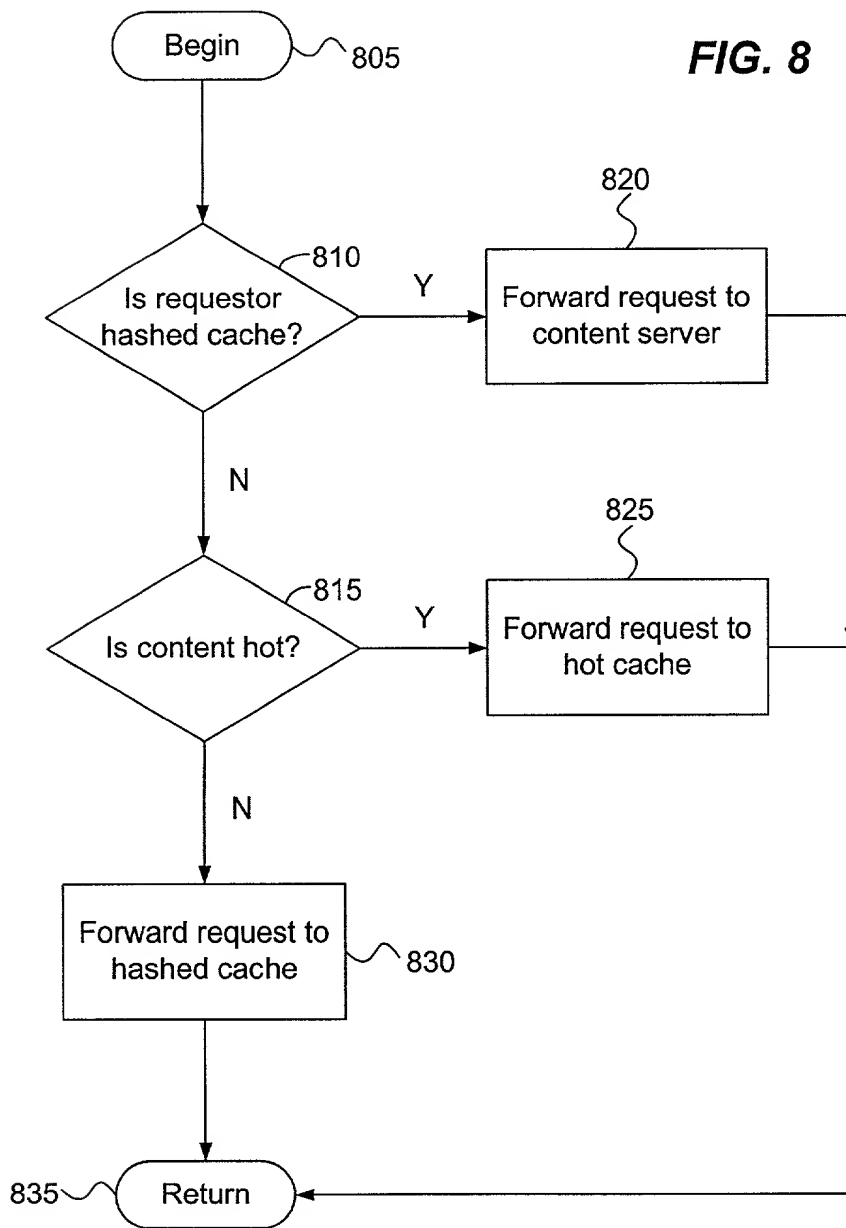 Begin
805
FIG. 8
820
810
Is requestor
hashed cache?
Y
Forward request to
content server
N
825
815
Is content hot?
Y
Forward request to
hot cache
N
Forward request to
hashed cache
830
835
Return